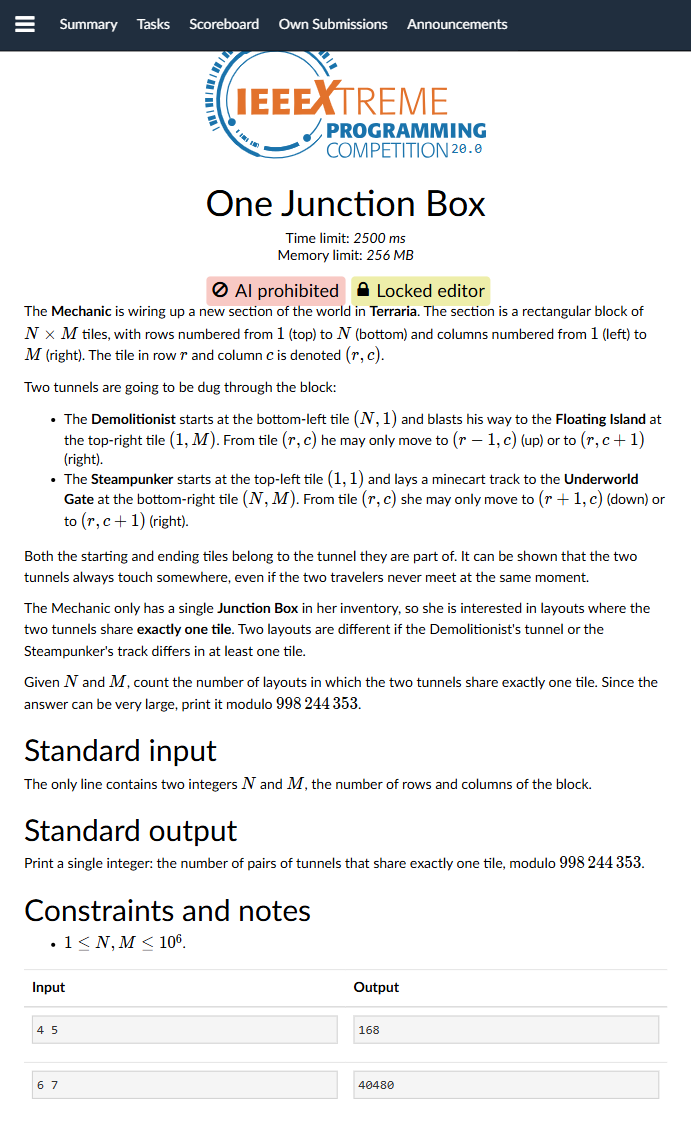 Summary Tasks Scoreboard Own Submissions Announcements
IEEEXTREME
PROGRAMMING
COMPETITION 20.0
One Junction Box
Time limit: 2500 ms
Memory limit: 256 MB
AI prohibited Locked editor
The Mechanic is wiring up a new section of the world in Terraria. The section is a rectangular block of
N × M tiles, with rows numbered from 1 (top) to N (bottom) and columns numbered from 1 (left) to
M (right). The tile in row r and column c is denoted (r, c).
Two tunnels are going to be dug through the block:
• The Demolitionist starts at the bottom-left tile (N, 1) and blasts his way to the Floating Island at
the top-right tile (1, M). From tile (r, c) he may only move to (r − 1, c) (up) or to (r, c + 1)
(right).
• The Steampunker starts at the top-left tile (1, 1) and lays a minecart track to the Underworld
Gate at the bottom-right tile (N, M). From tile (r, c) she may only move to (r + 1, c) (down) or
to (r, c + 1) (right).
Both the starting and ending tiles belong to the tunnel they are part of. It can be shown that the two
tunnels always touch somewhere, even if the two travelers never meet at the same moment.
The Mechanic only has a single Junction Box in her inventory, so she is interested in layouts where the
two tunnels share exactly one tile. Two layouts are different if the Demolitionist's tunnel or the
Steampunker's track differs in at least one tile.
Given N and M, count the number of layouts in which the two tunnels share exactly one tile. Since the
answer can be very large, print it modulo 998 244 353.
Standard input
The only line contains two integers N and M, the number of rows and columns of the block.
Standard output
Print a single integer: the number of pairs of tunnels that share exactly one tile, modulo 998 244 353.
Constraints and notes
• 1 ≤ N, M ≤ 10⁶.
Input Output
4 5 168
6 7 40480